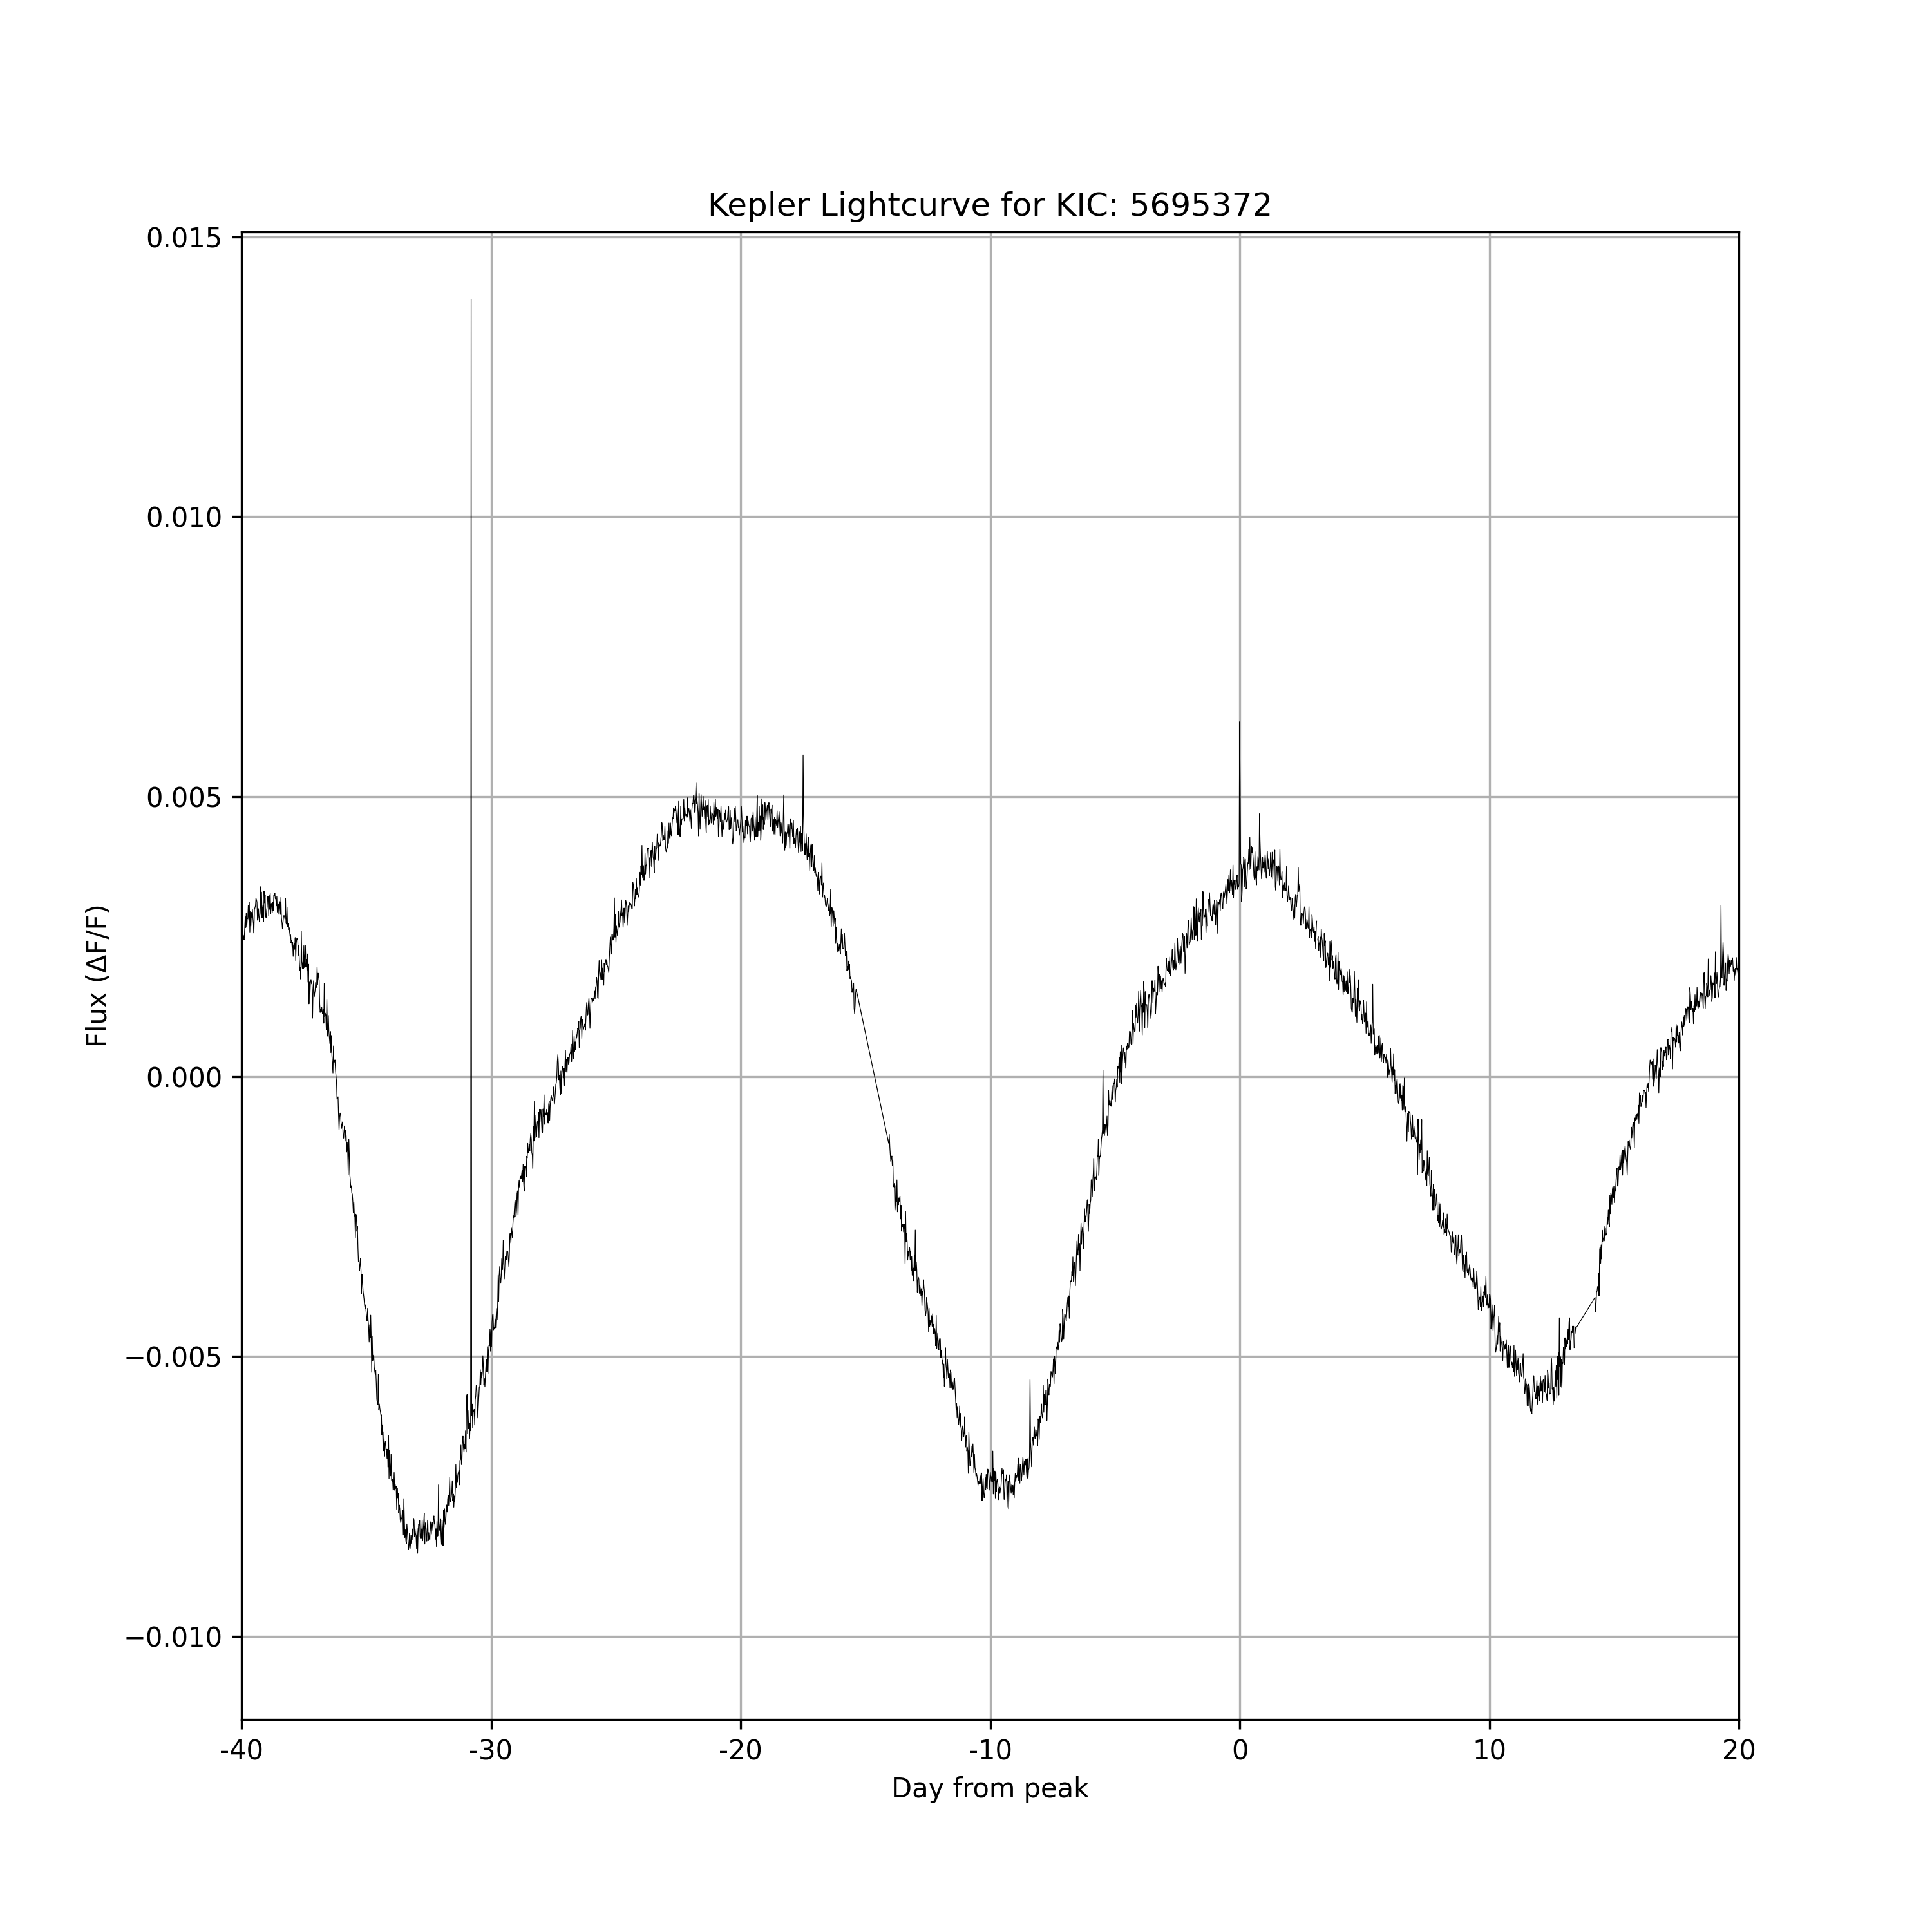 Kepler Lightcurve for KIC: 5695372
0.015
0.010
0.005
0.000
−0.005
−0.010
Flux (ΔF/F)
-40 -30 -20 -10 0 10 20
Day from peak